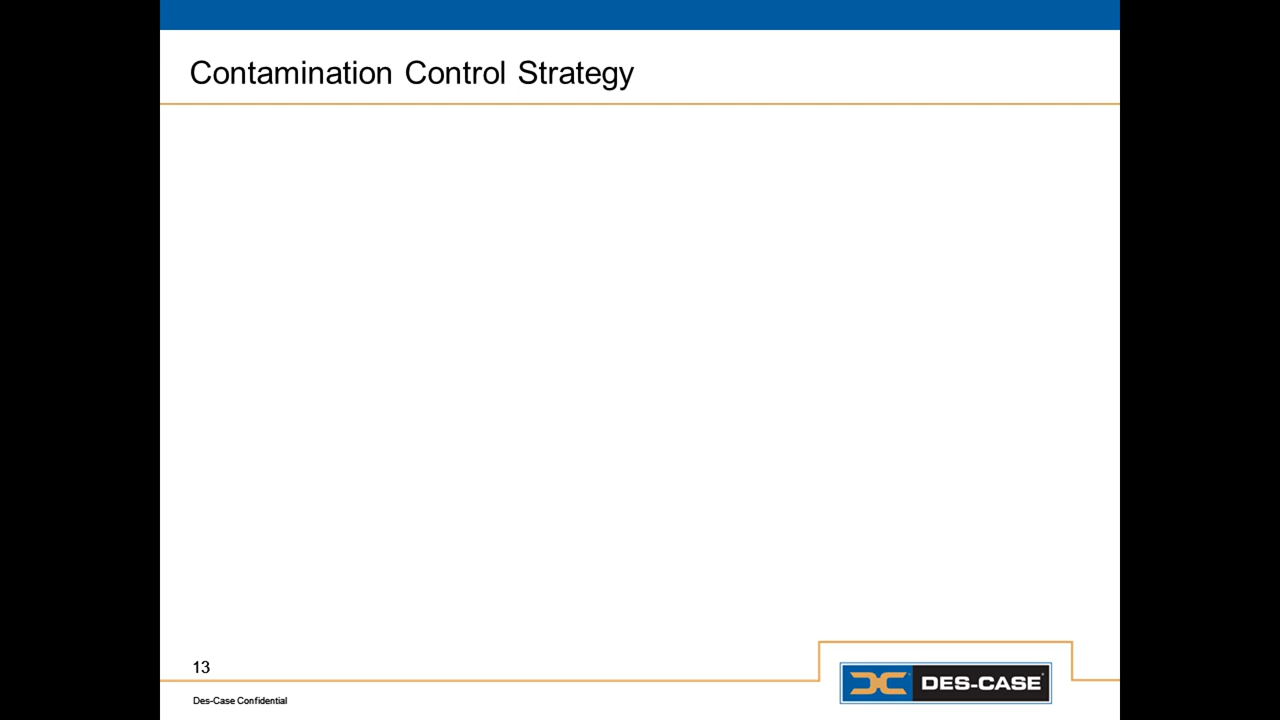 Contamination Control Strategy
13
Des-Case Confidential
DES-CASE